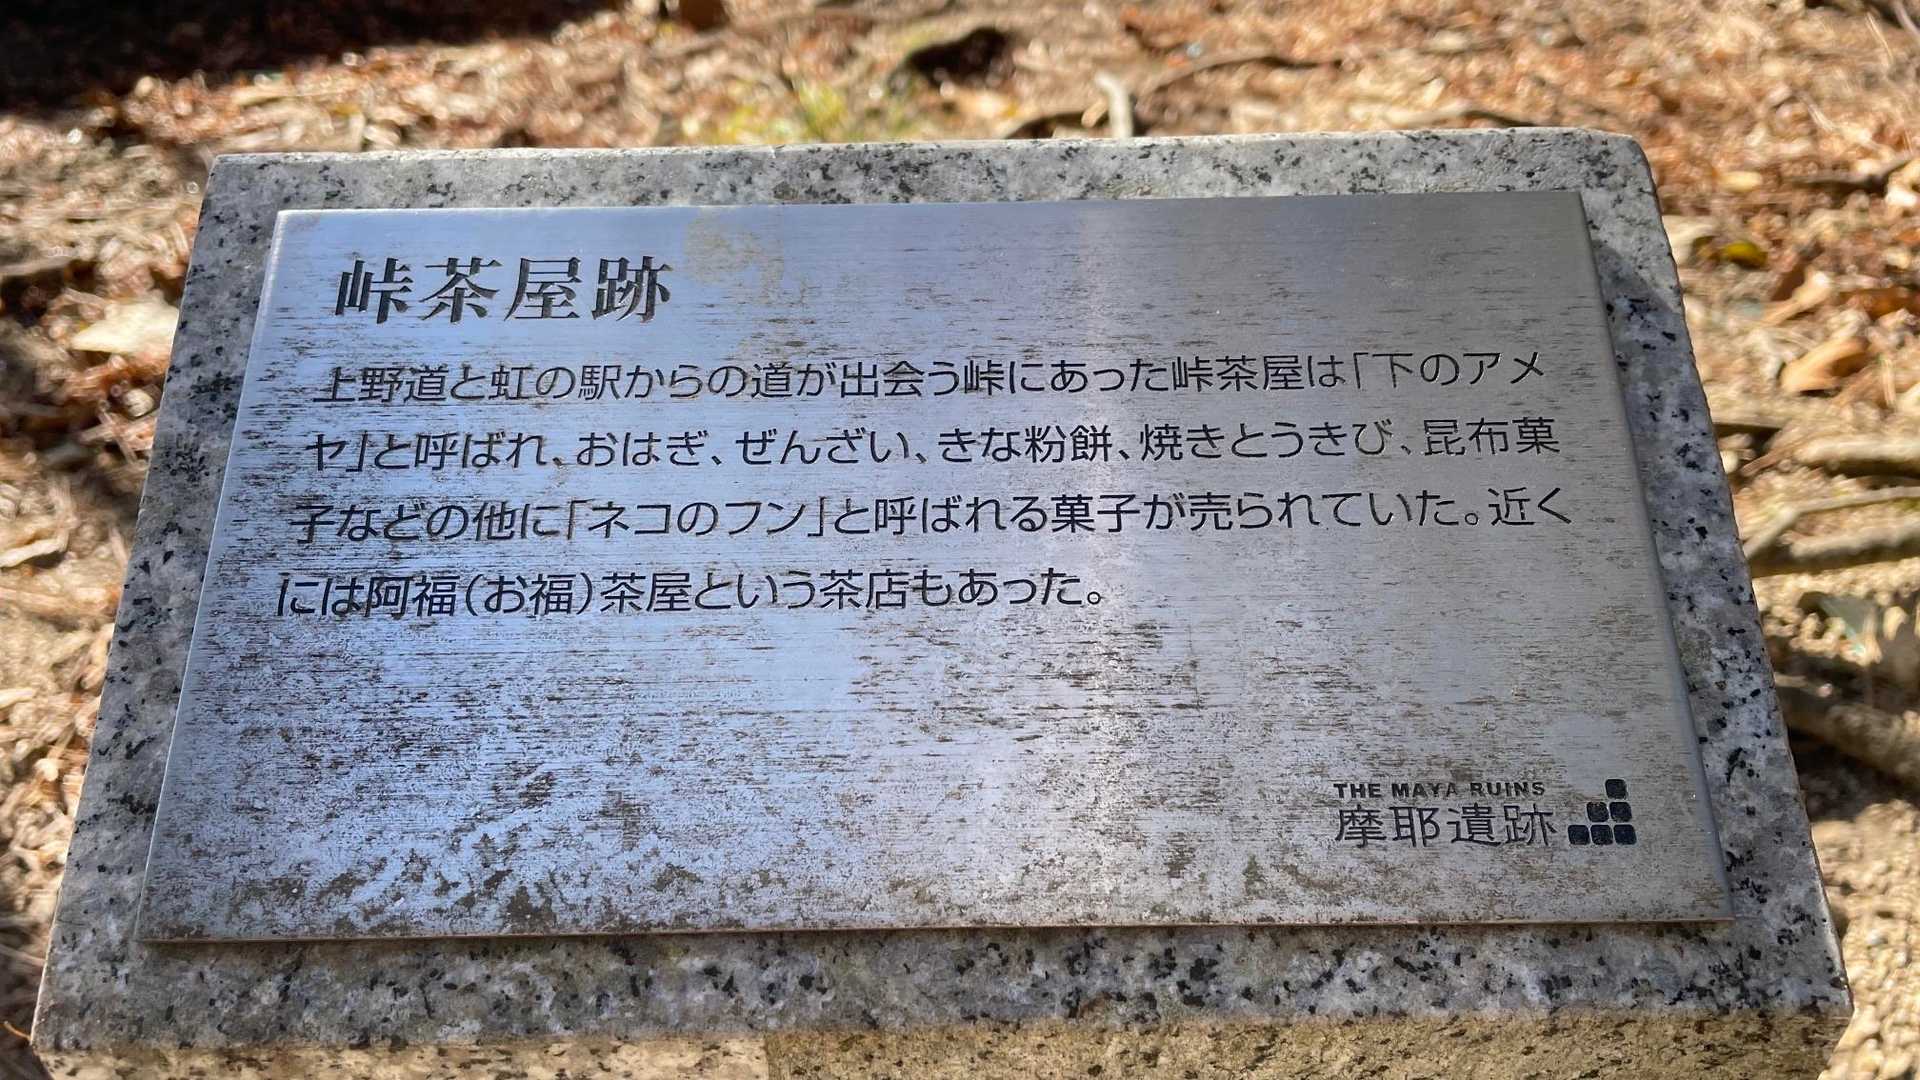 峠茶屋跡
上野道と虹の駅からの道が出会う峠にあった峠茶屋は「下のアメ
ヤ」と呼ばれ、おはぎ、ぜんざい、きな粉餅、焼きとうきび、昆布菓
子などの他に「ネコのフン」と呼ばれる菓子が売られていた。近く
には阿福（お福）茶屋という茶店もあった。
THE MAYA RUINS
摩耶遺跡